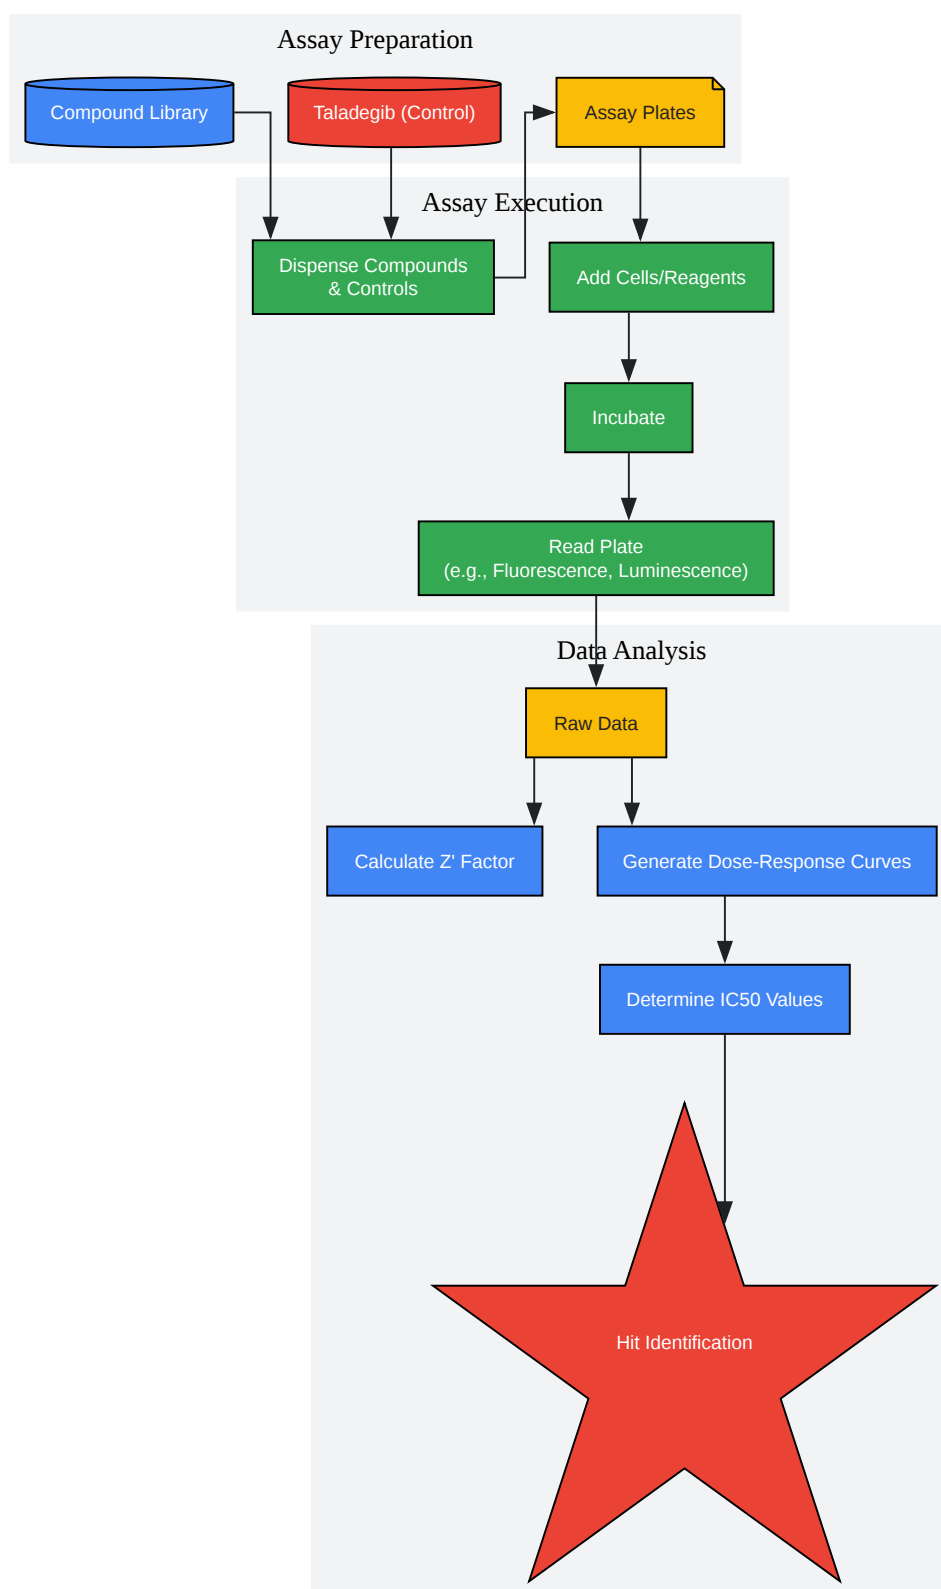 Assay Preparation
Compound Library
Taladegib (Control)
Assay Plates
Assay Execution
Dispense Compounds
& Controls
Add Cells/Reagents
Incubate
Read Plate
(e.g., Fluorescence, Luminescence)
Data Analysis
Raw Data
Calculate Z' Factor
Generate Dose-Response Curves
Determine IC50 Values
Hit Identification